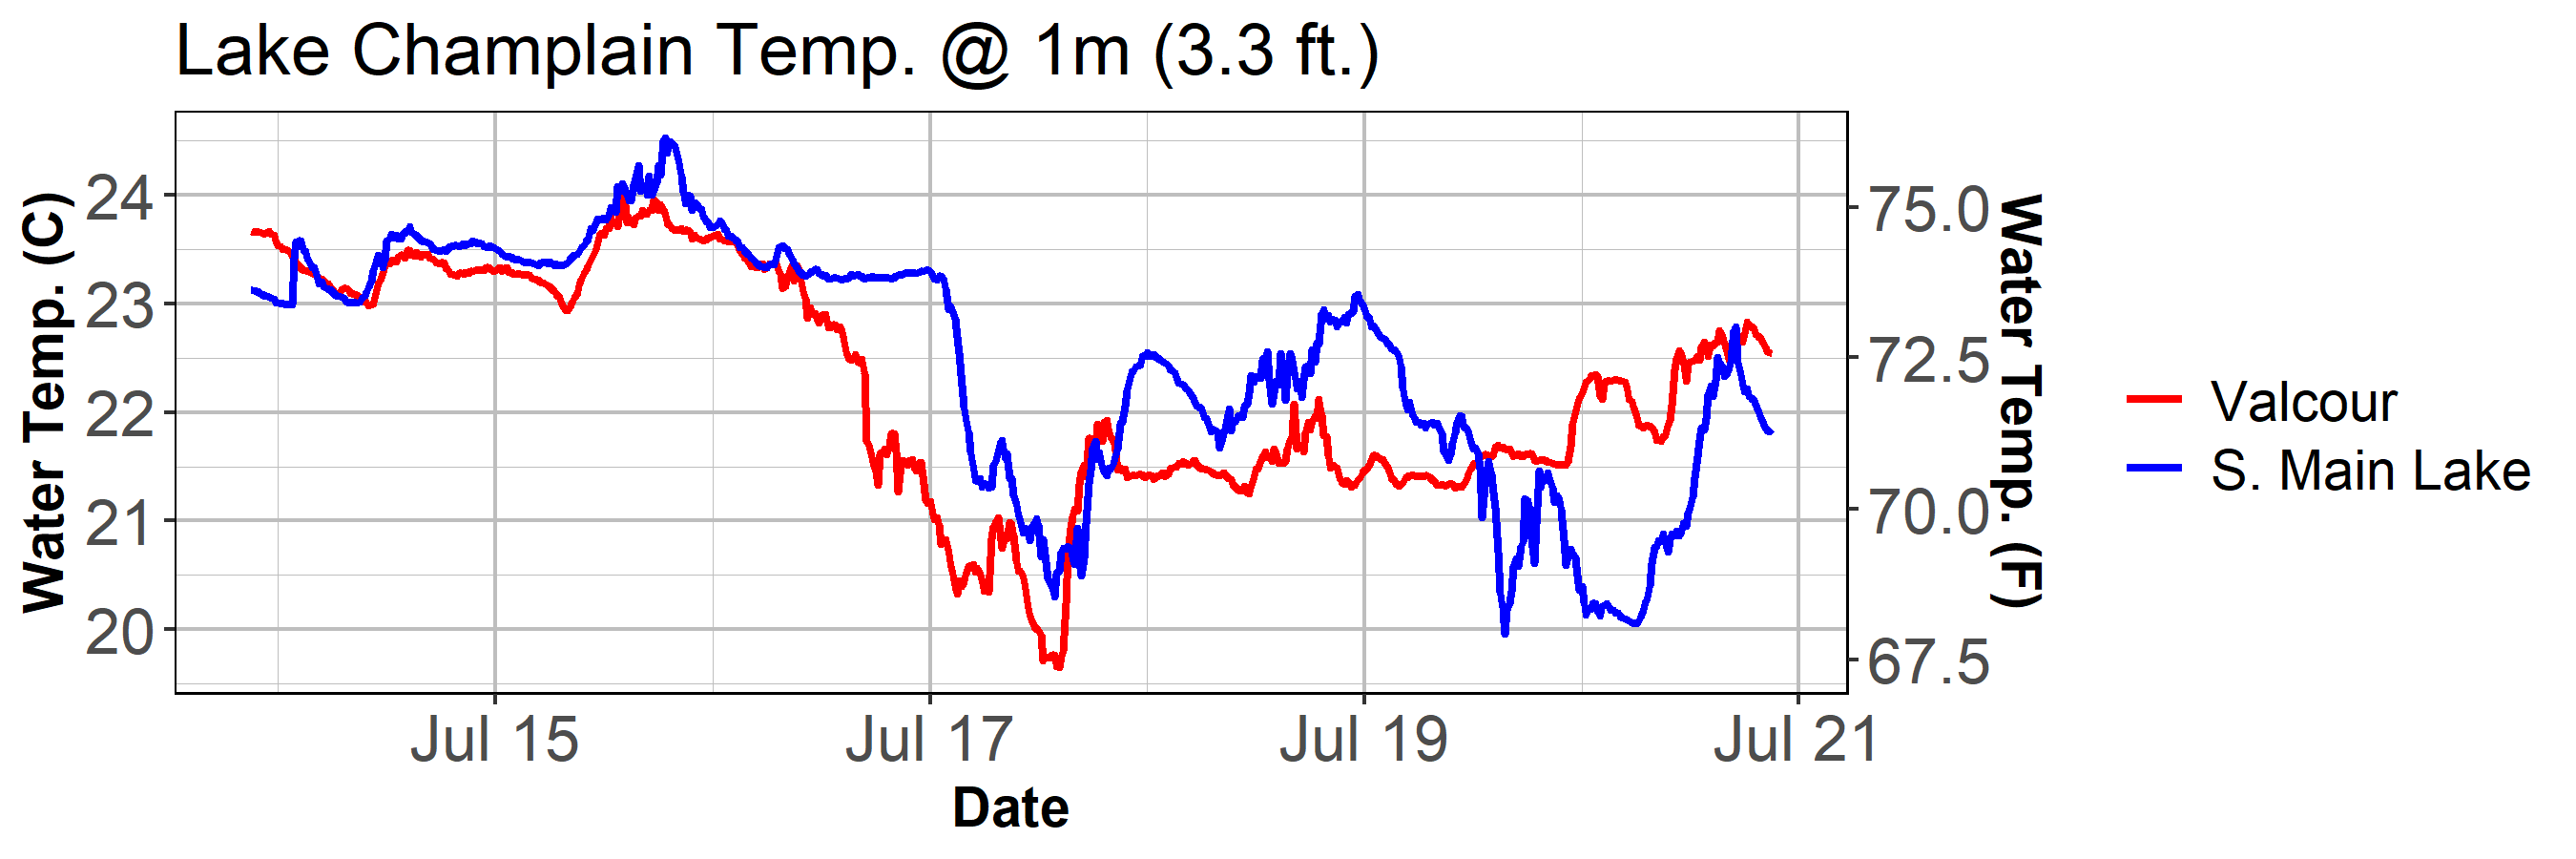 Lake Champlain Temp. @ 1m (3.3 ft.)
Water Temp. (C)
24
23
22
21
20
75.0
72.5
70.0
67.5
Water Temp. (F)
Jul 15
Jul 17
Jul 19
Jul 21
Date
Valcour
S. Main Lake